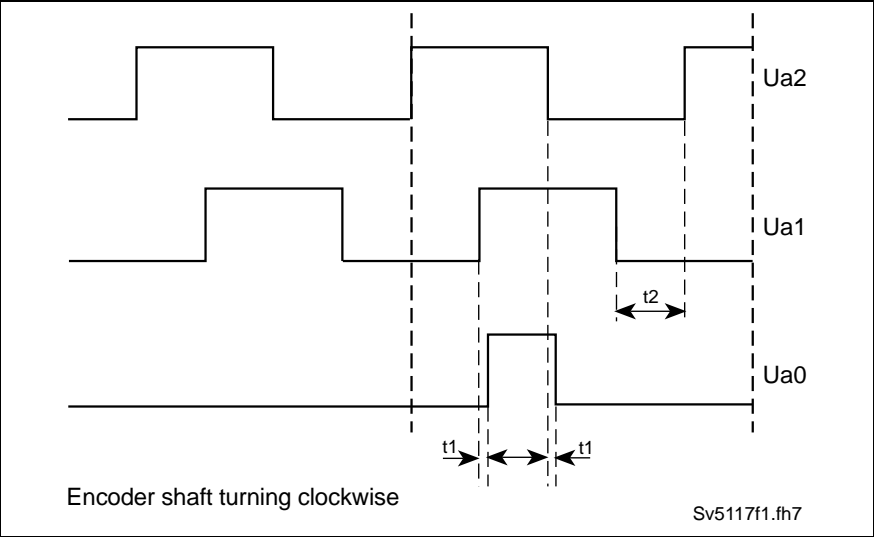 Ua2
Ua1
t2
Ua0
t1
t1
Encoder shaft turning clockwise
Sv5117f1.fh7